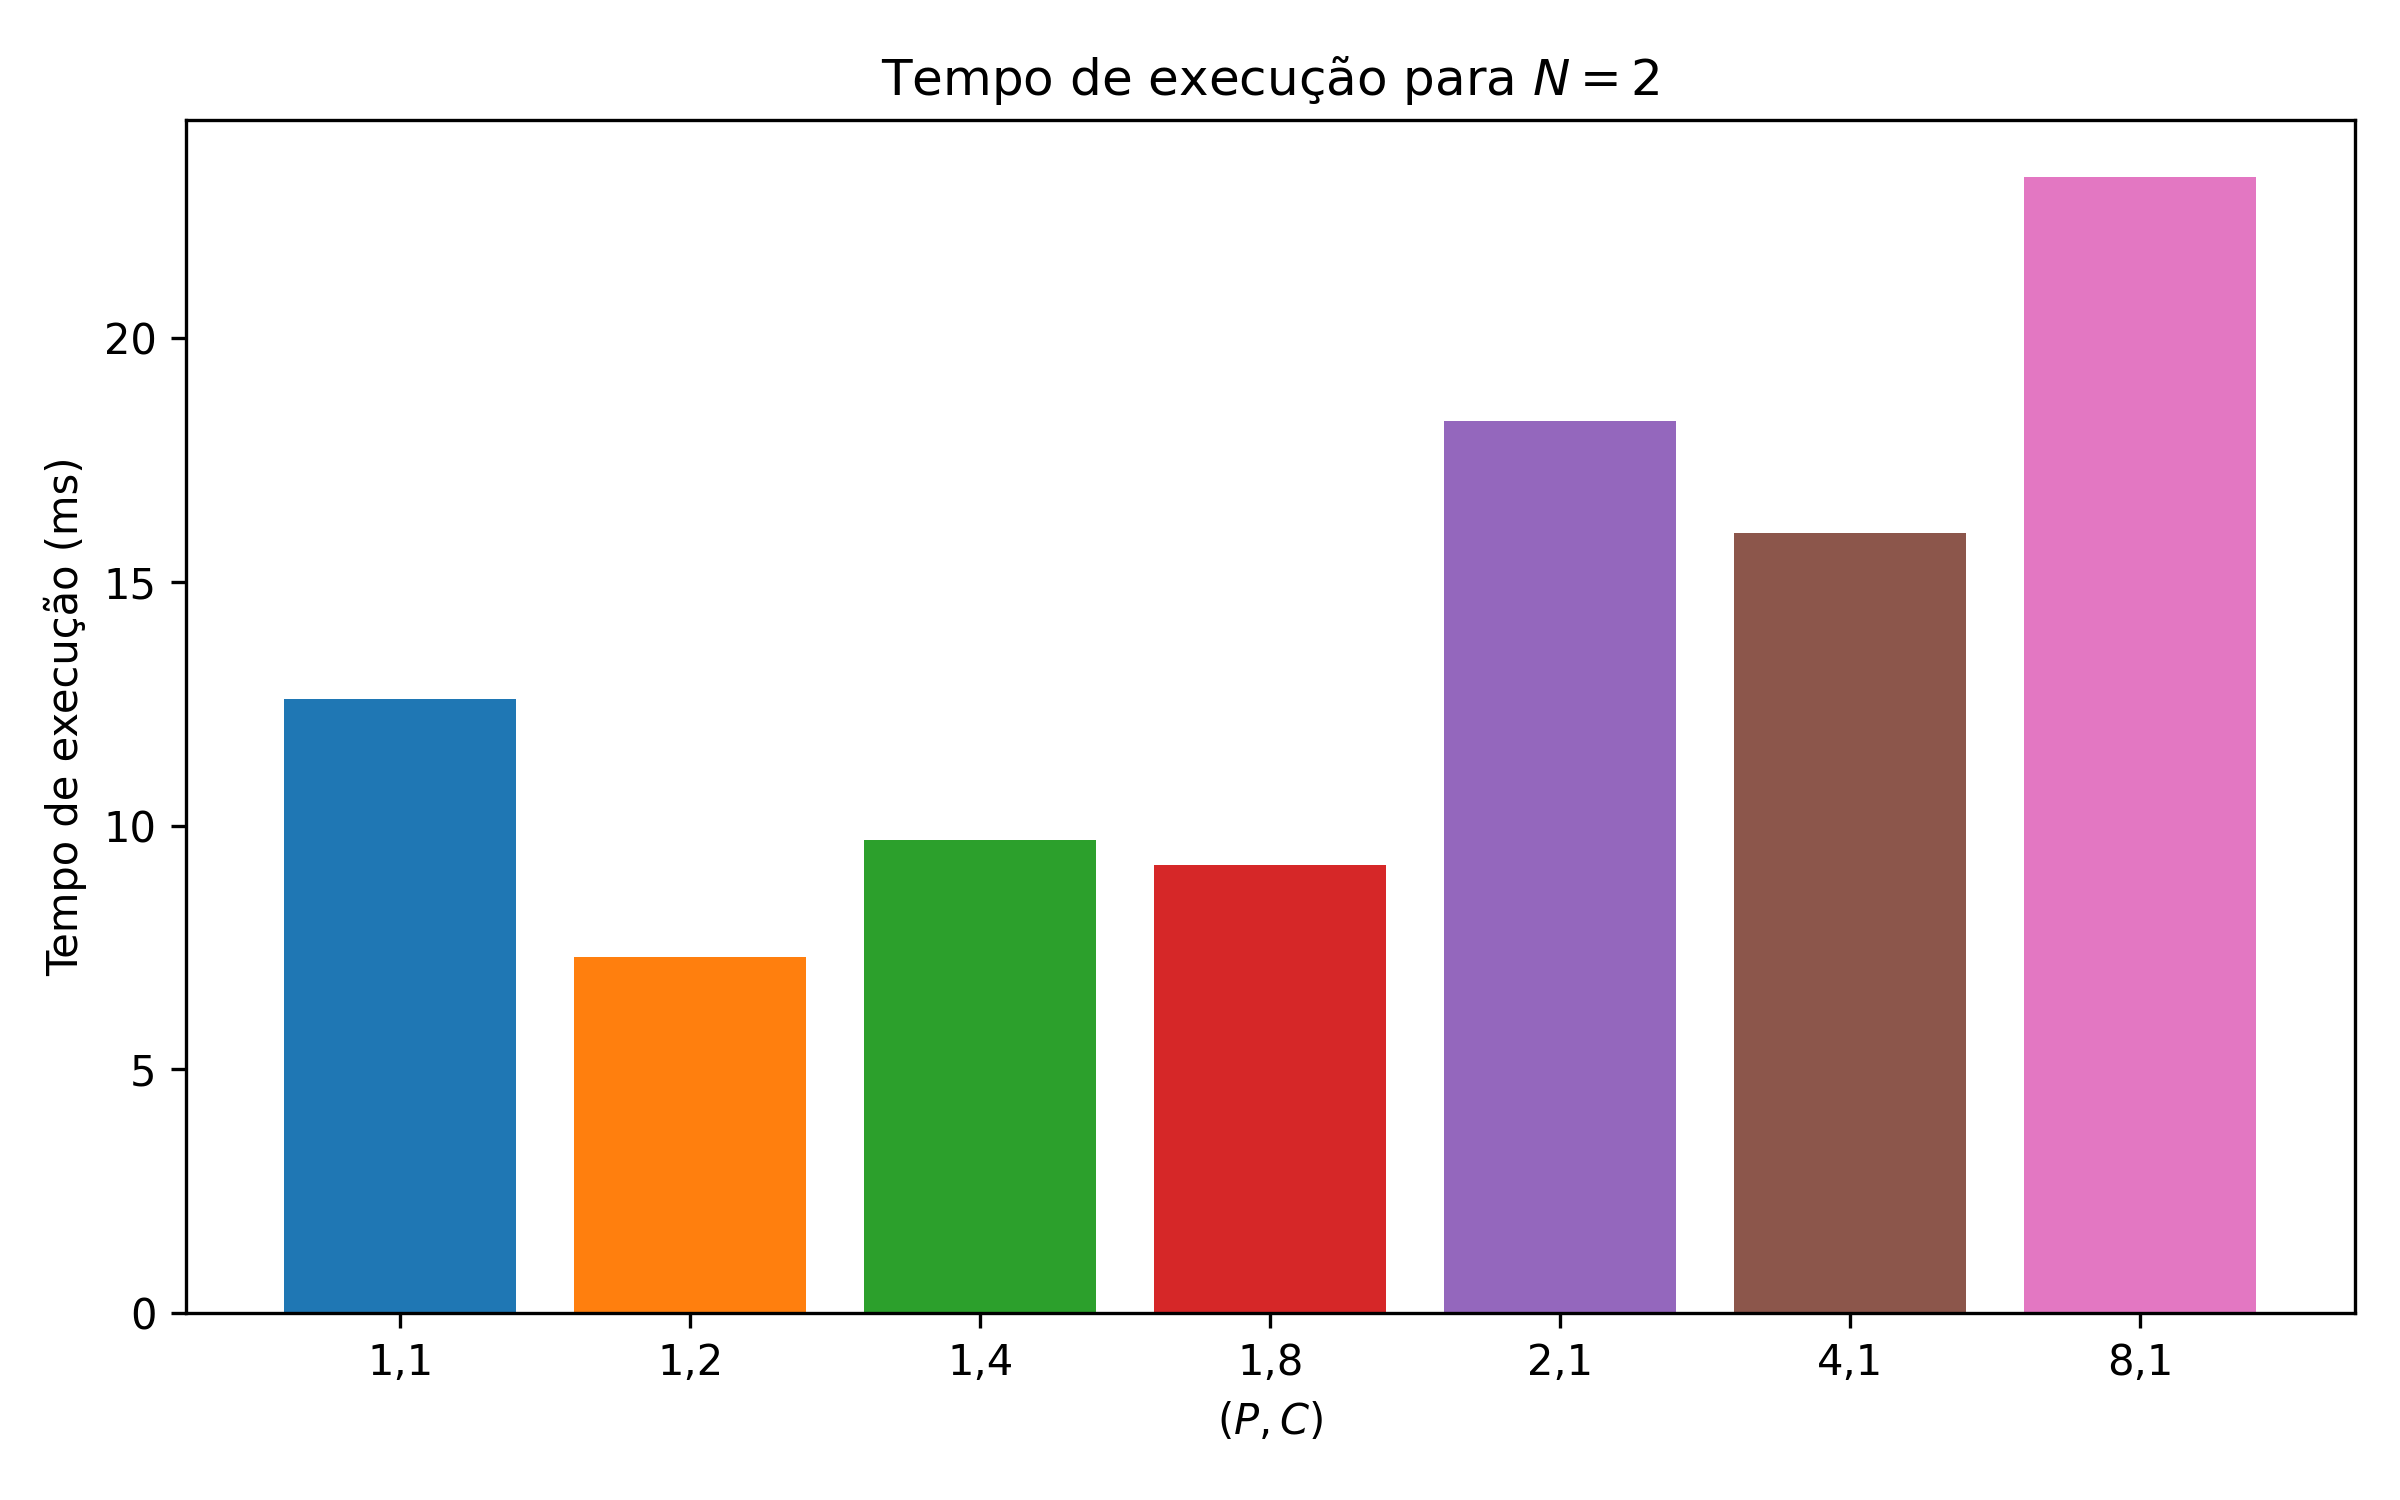 Tempo de execução para N = 2
Tempo de execução (ms)
20
15
10
5
0
1,1 1,2 1,4 1,8 2,1 4,1 8,1
(P, C)